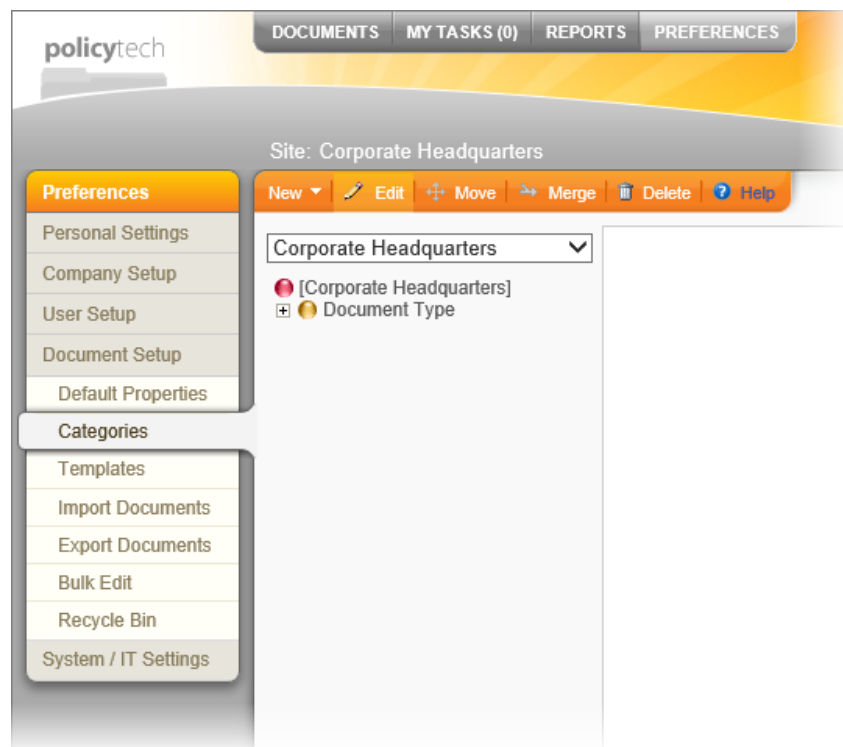 policytech
DOCUMENTS MY TASKS (0) REPORTS PREFERENCES
Site: Corporate Headquarters
Preferences
New Edit Move Merge Delete Help
Personal Settings
Company Setup
User Setup
Document Setup
Default Properties
Categories
Templates
Import Documents
Export Documents
Bulk Edit
Recycle Bin
System / IT Settings
Corporate Headquarters
[Corporate Headquarters]
Document Type